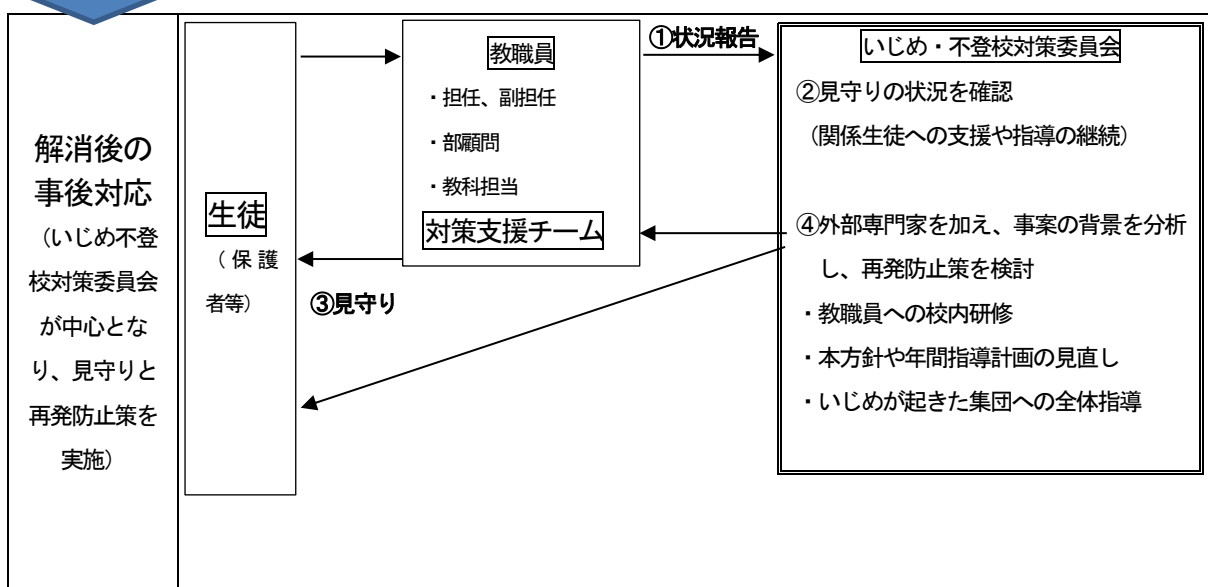 解消後の
事後対応
（いじめ不登
校対策委員会
が中心とな
り、見守りと
再発防止策を
実施）
生徒
（保護
者等）
教職員
・担任、副担任
・部顧問
・教科担当
対策支援チーム
①状況報告
③見守り
いじめ・不登校対策委員会
②見守りの状況を確認
（関係生徒への支援や指導の継続）
④外部専門家を加え、事案の背景を分析
し、再発防止策を検討
・教職員への校内研修
・本方針や年間指導計画の見直し
・いじめが起きた集団への全体指導